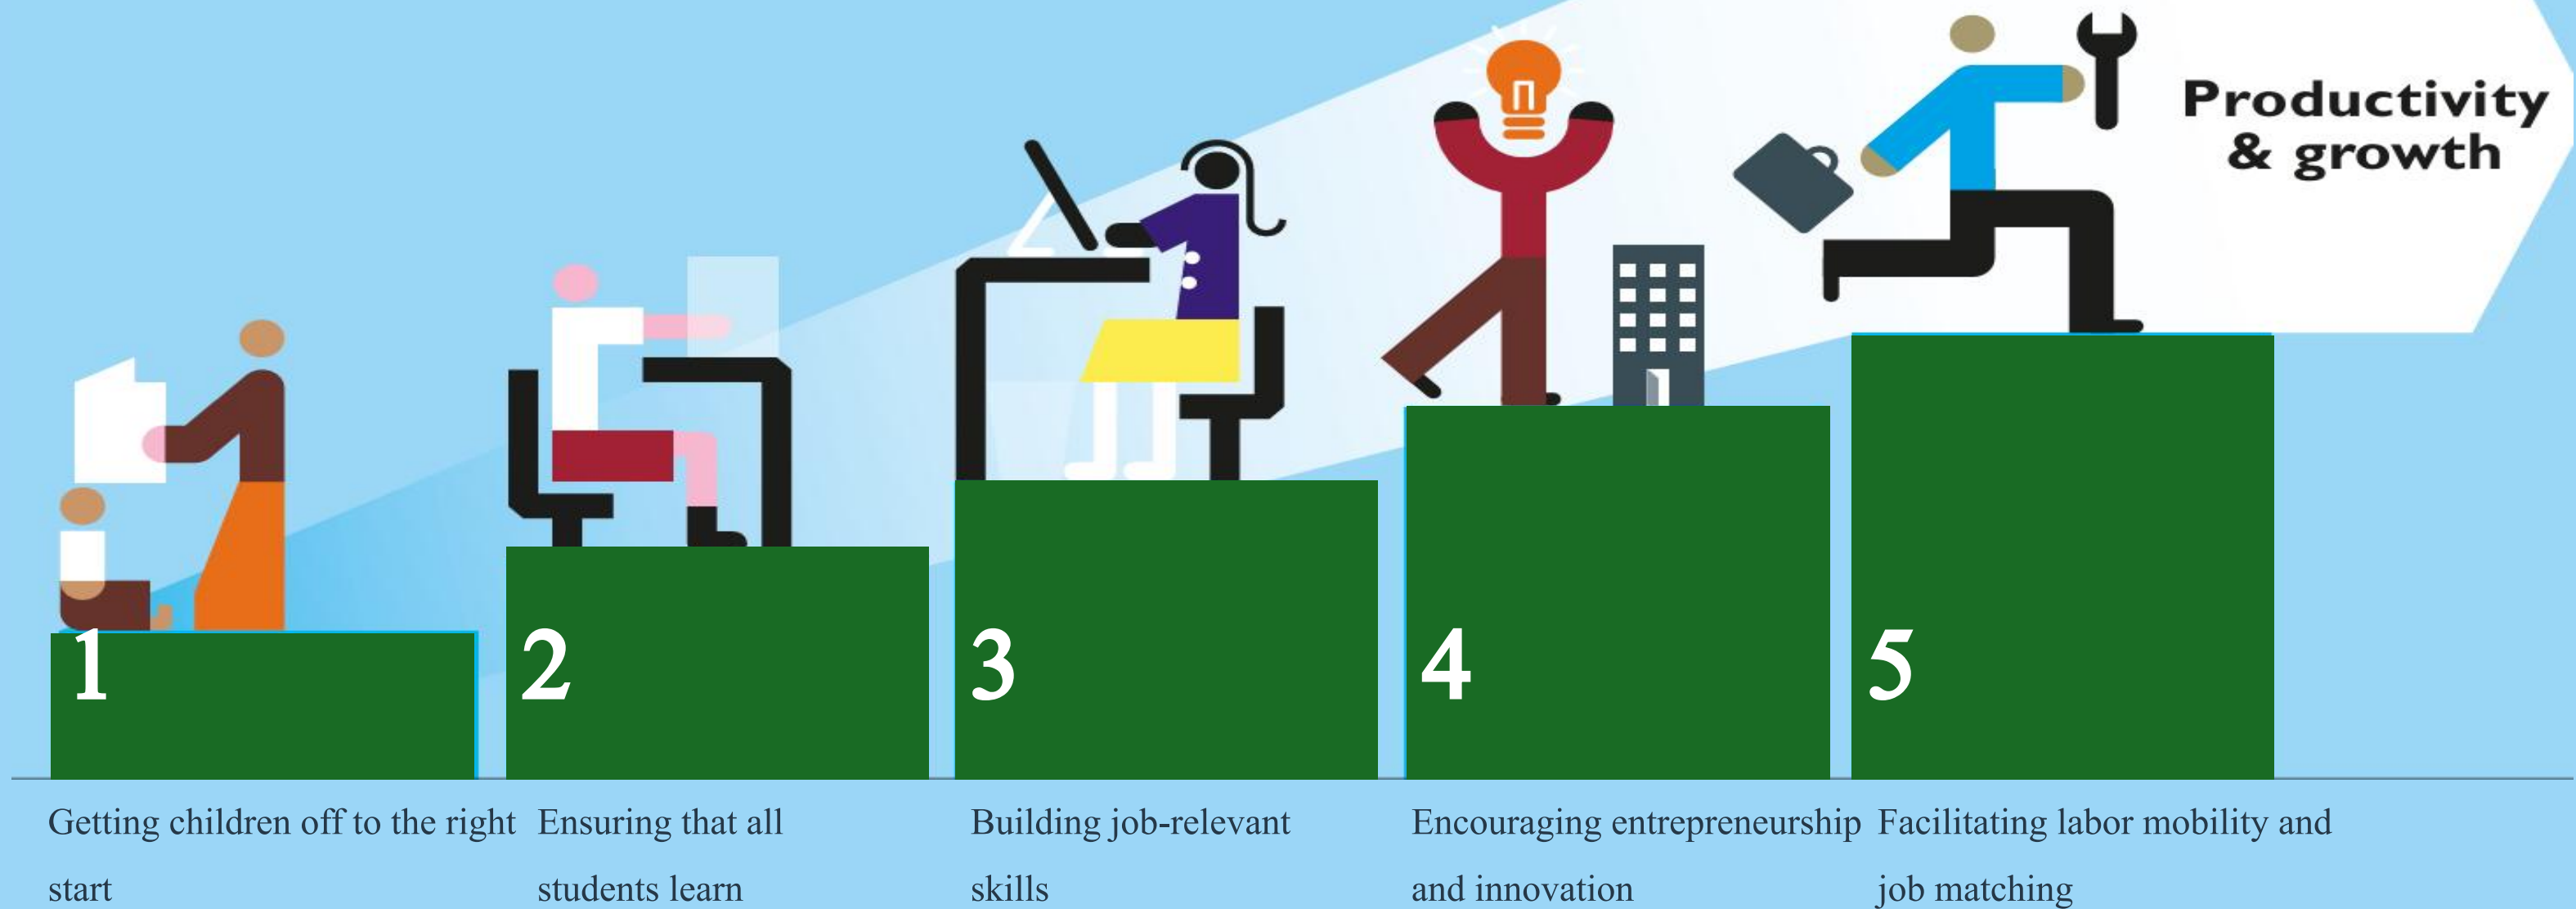 Productivity
& growth
1
2
3
4
5
Getting children off to the right
start
Ensuring that all
students learn
Building job-relevant
skills
Encouraging entrepreneurship
and innovation
Facilitating labor mobility and
job matching